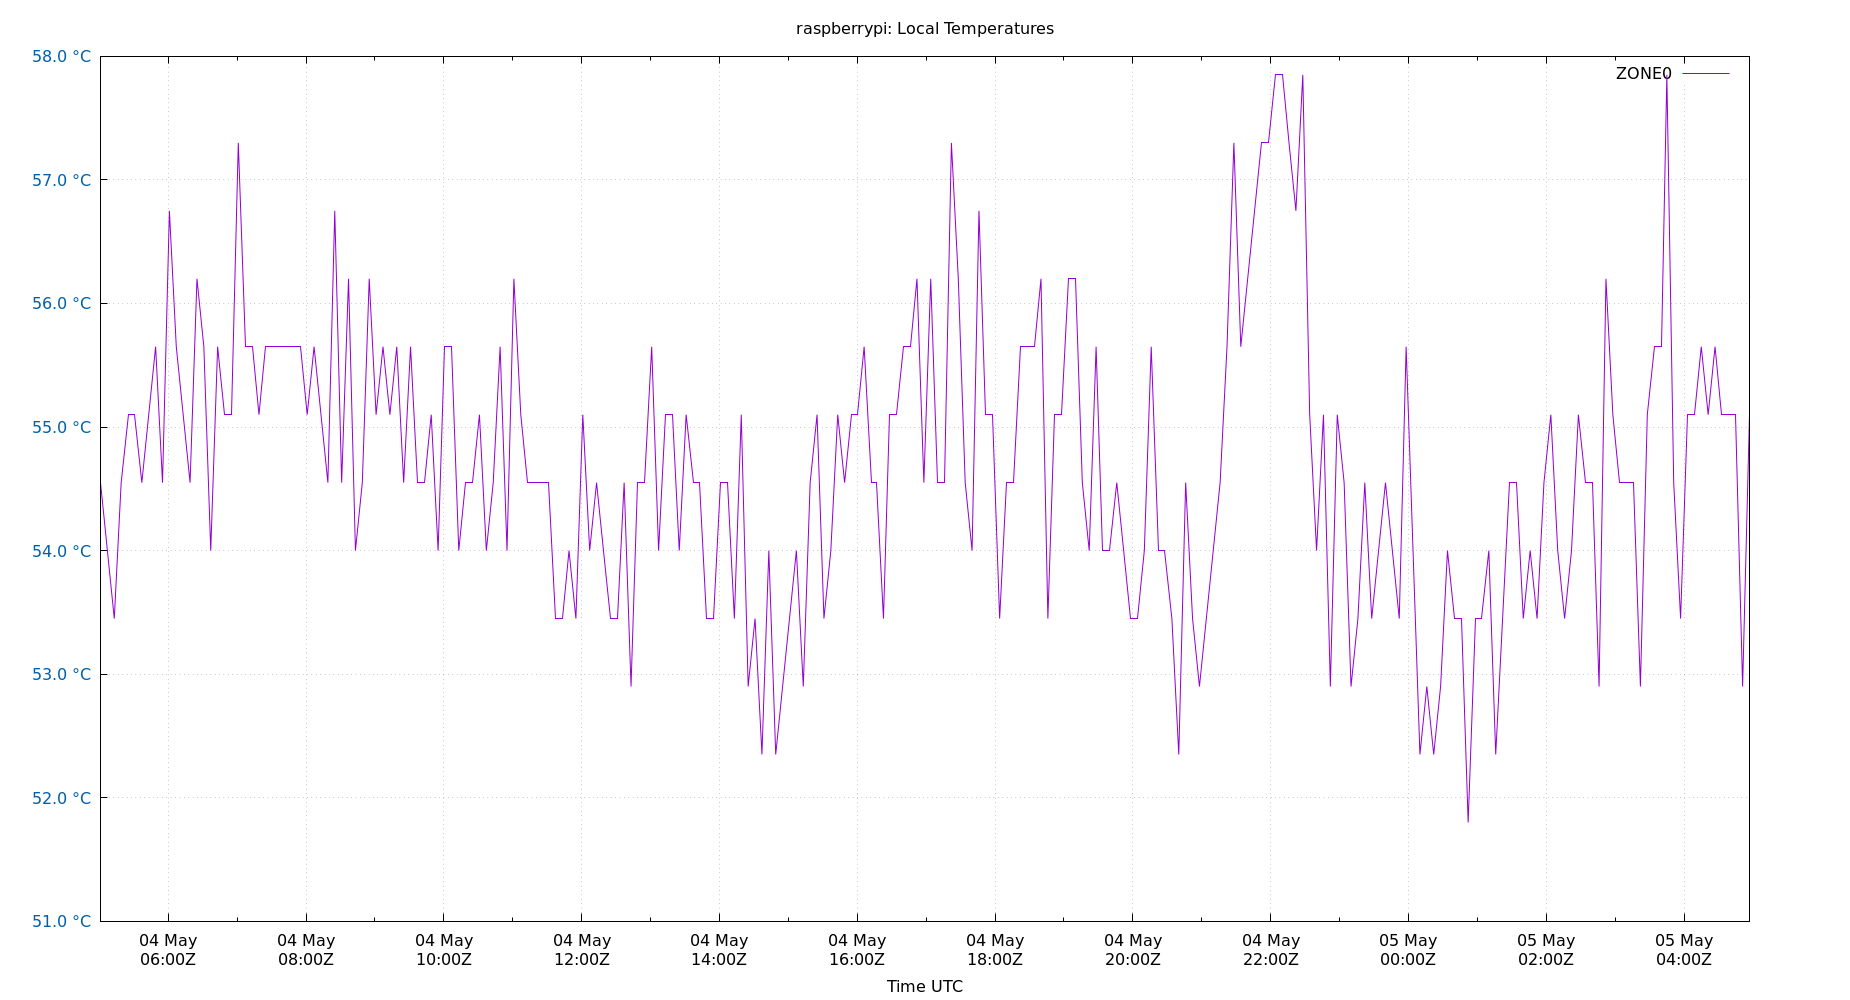 raspberrypi: Local Temperatures
58.0 °C
57.0 °C
56.0 °C
55.0 °C
54.0 °C
53.0 °C
52.0 °C
51.0 °C
ZONE0
04 May 04 May 04 May 04 May 04 May 04 May 04 May 04 May 04 May 05 May 05 May 05 May
06:00Z 08:00Z 10:00Z 12:00Z 14:00Z 16:00Z 18:00Z 20:00Z 22:00Z 00:00Z 02:00Z 04:00Z
Time UTC